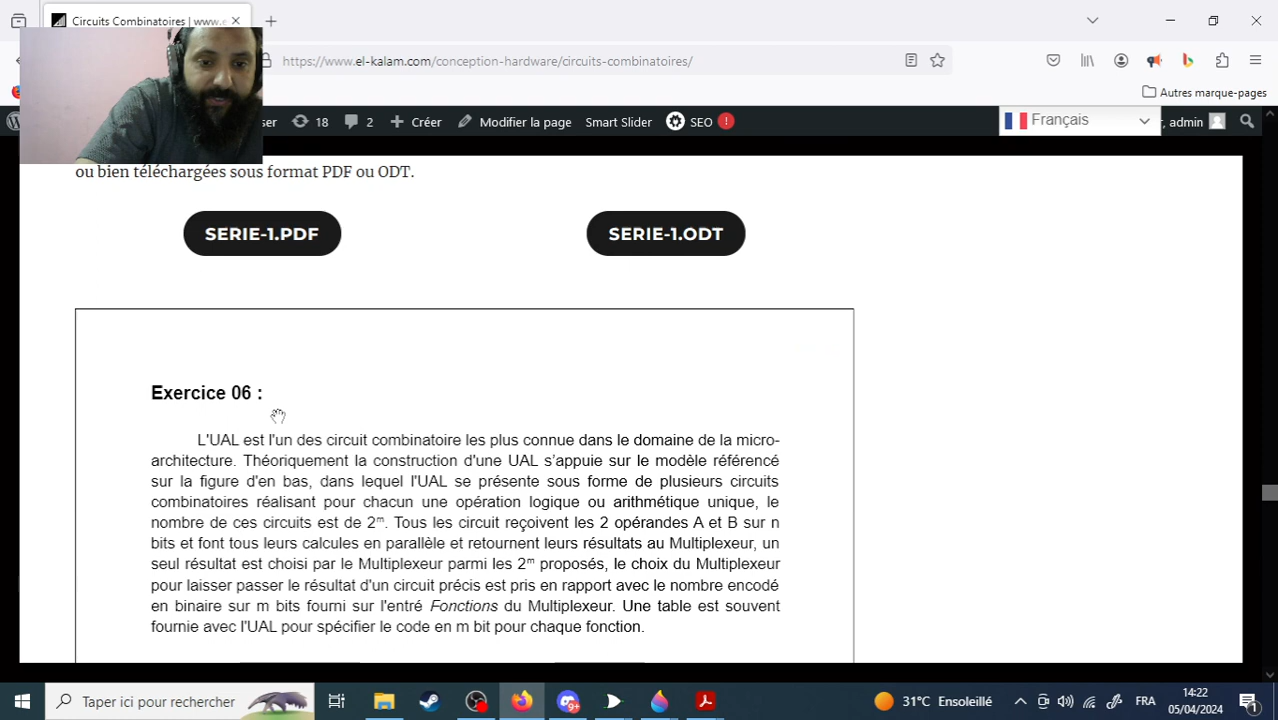 Circuits Combinatoires | www.e
https://www.el-kalam.com/conception-hardware/circuits-combinatoires/
Autres marque-pages
ser 18 2 Créer Modifier la page Smart Slider SEO ! Français , admin
ou bien téléchargées sous format PDF ou ODT.
SERIE-1.PDF SERIE-1.ODT
Exercice 06 :
L'UAL est l'un des circuit combinatoire les plus connue dans le domaine de la micro-
architecture. Théoriquement la construction d'une UAL s'appuie sur le modèle référencé
sur la figure d'en bas, dans lequel l'UAL se présente sous forme de plusieurs circuits
combinatoires réalisant pour chacun une opération logique ou arithmétique unique, le
nombre de ces circuits est de 2ᵐ. Tous les circuit reçoivent les 2 opérandes A et B sur n
bits et font tous leurs calcules en parallèle et retournent leurs résultats au Multiplexeur, un
seul résultat est choisi par le Multiplexeur parmi les 2ᵐ proposés, le choix du Multiplexeur
pour laisser passer le résultat d'un circuit précis est pris en rapport avec le nombre encodé
en binaire sur m bits fourni sur l'entré Fonctions du Multiplexeur. Une table est souvent
fournie avec l'UAL pour spécifier le code en m bit pour chaque fonction.
Taper ici pour rechercher 9+ 31°C Ensoleillé FRA 14:22
05/04/2024 1